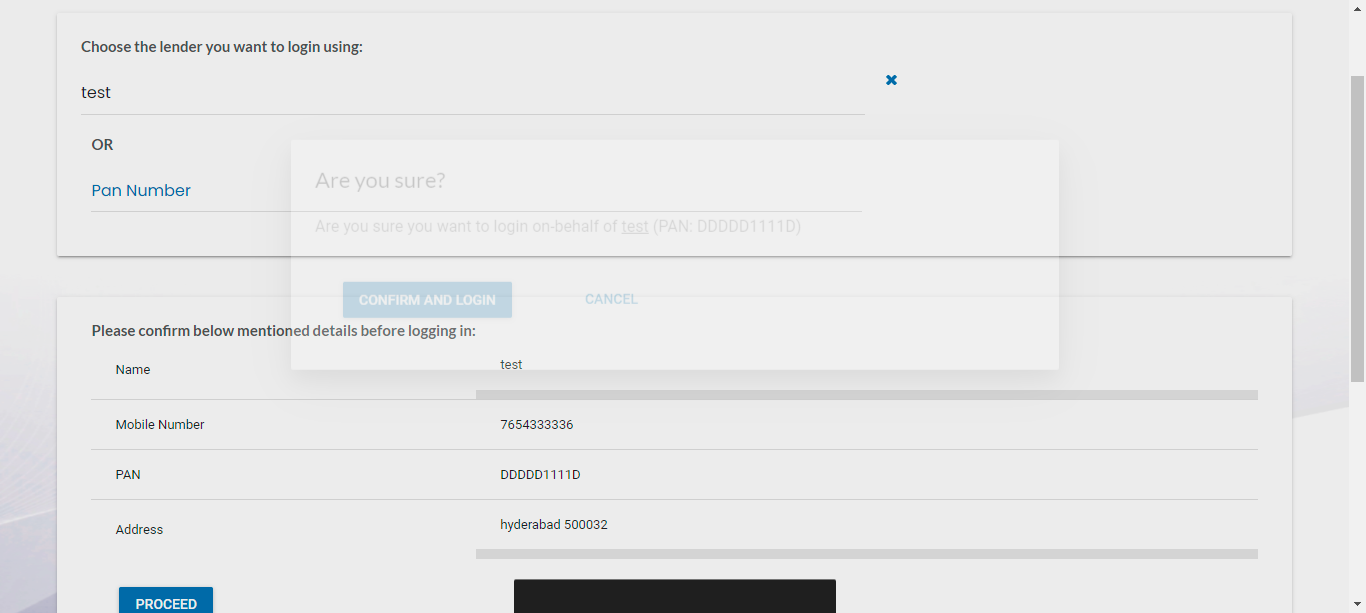 Choose the lender you want to login using:
test
OR
Pan Number
Are you sure?
Are you sure you want to login on-behalf of test (PAN: DDDDD1111D)
CONFIRM AND LOGIN CANCEL
Please confirm below mentioned details before logging in:
Name test
Mobile Number 7654333336
PAN DDDDD1111D
Address hyderabad 500032
PROCEED